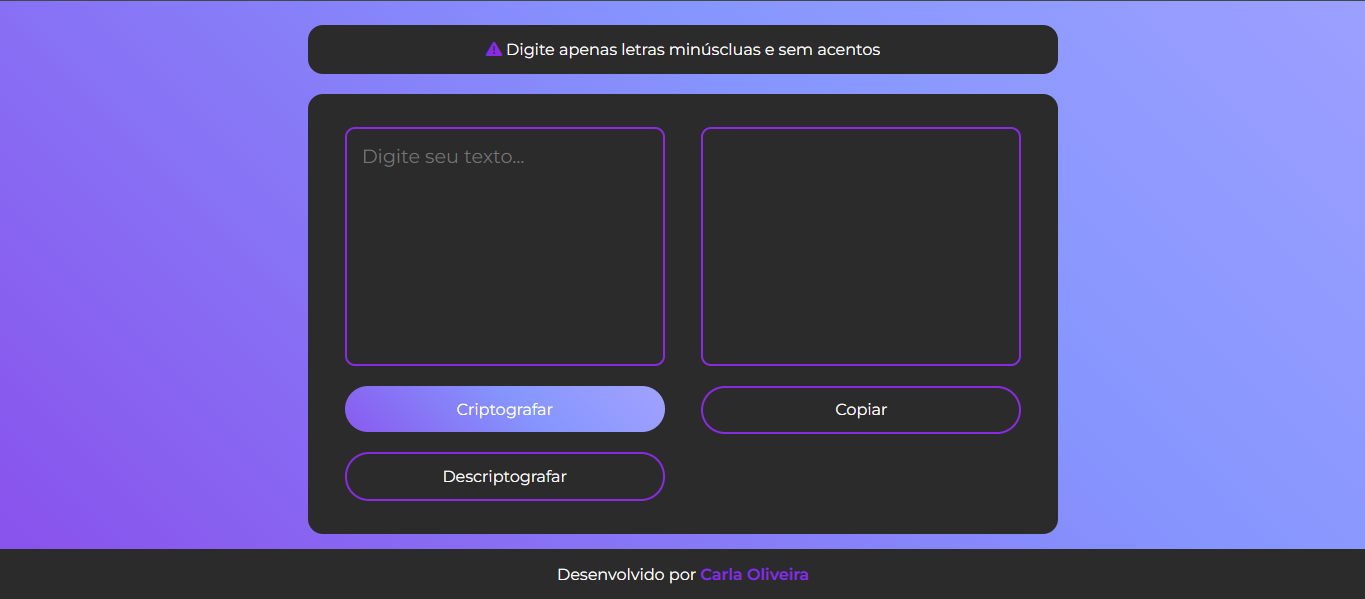 Digite apenas letras minúscluas e sem acentos
Digite seu texto...
Criptografar
Copiar
Descriptografar
Desenvolvido por Carla Oliveira